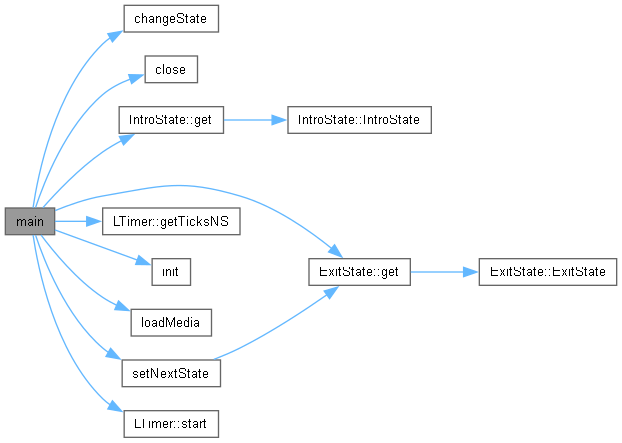 changeState
close
IntroState::get
IntroState::IntroState
main
LTimer::getTicksNS
init
ExitState::get
ExitState::ExitState
loadMedia
setNextState
LTimer::start